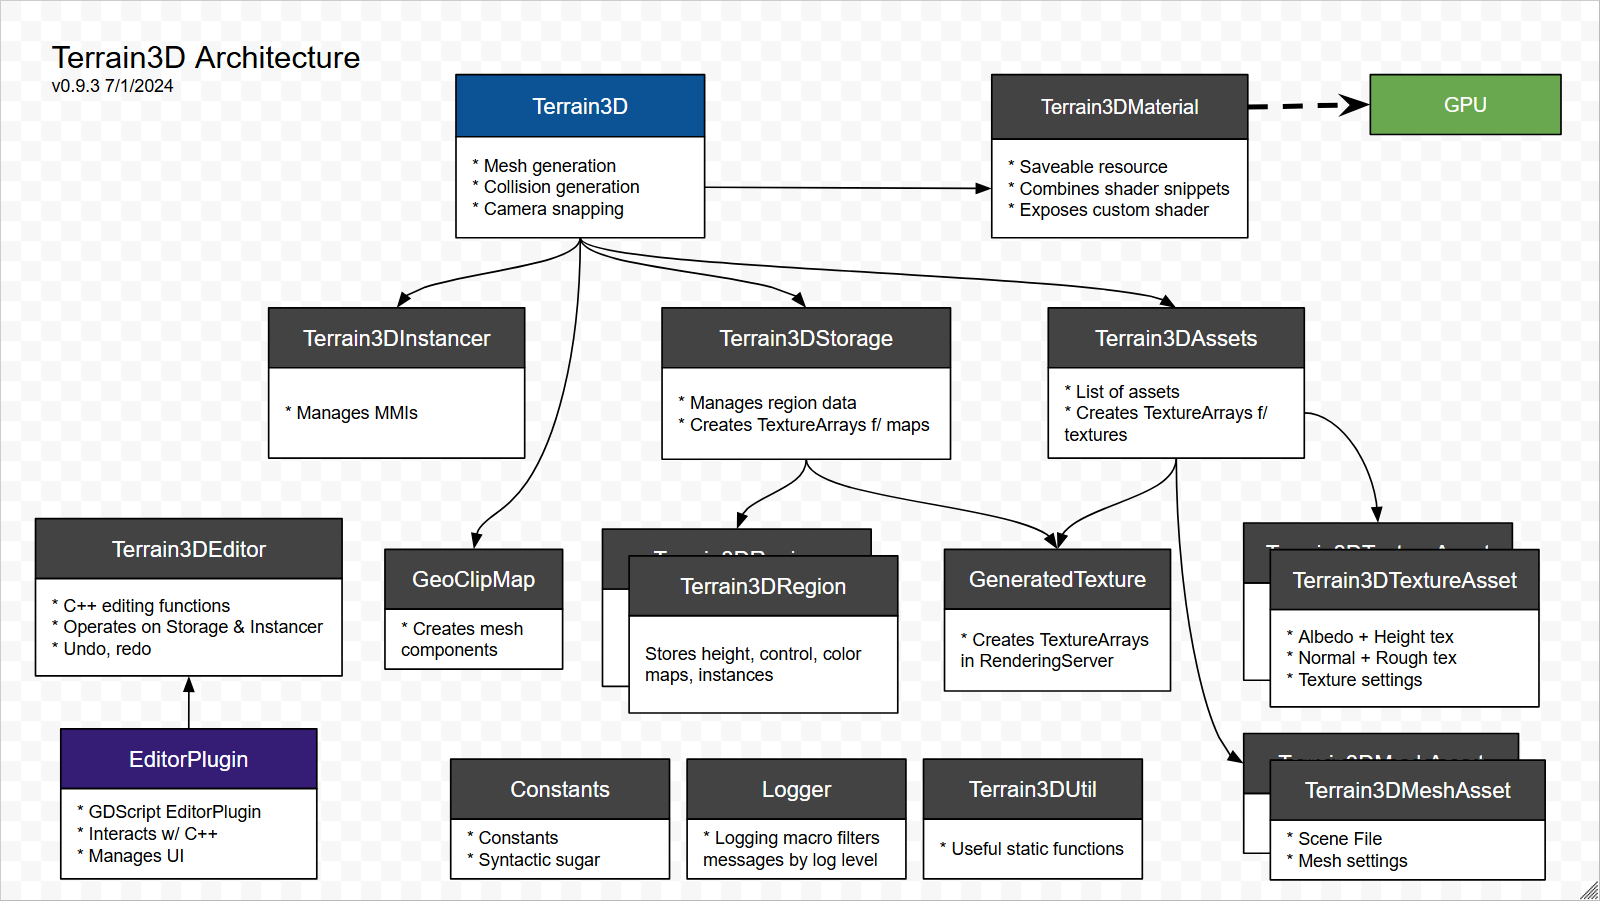 Terrain3D Architecture
v0.9.3 7/1/2024
Terrain3D
* Mesh generation
* Collision generation
* Camera snapping
Terrain3DMaterial
* Saveable resource
* Combines shader snippets
* Exposes custom shader
GPU
Terrain3DInstancer
* Manages MMIs
Terrain3DStorage
* Manages region data
* Creates TextureArrays f/ maps
Terrain3DAssets
* List of assets
* Creates TextureArrays f/
textures
Terrain3DEditor
* C++ editing functions
* Operates on Storage & Instancer
* Undo, redo
GeoClipMap
* Creates mesh
components
Terrain3DRegion
Terrain3DRegion
Stores height, control, color
maps, instances
GeneratedTexture
* Creates TextureArrays
in RenderingServer
Terrain3DTextureAsset
Terrain3DTextureAsset
* Albedo + Height tex
* Normal + Rough tex
* Texture settings
EditorPlugin
* GDScript EditorPlugin
* Interacts w/ C++
* Manages UI
Constants
* Constants
* Syntactic sugar
Logger
* Logging macro filters
messages by log level
Terrain3DUtil
* Useful static functions
Terrain3DMeshAsset
Terrain3DMeshAsset
* Scene File
* Mesh settings